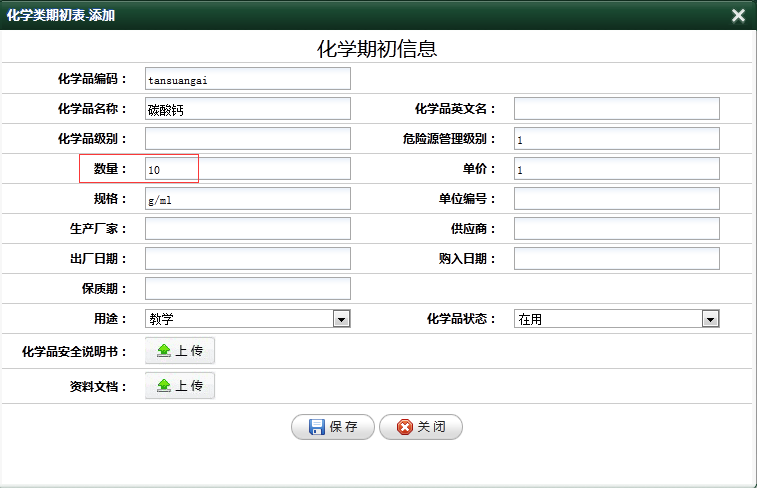 化学类期初表-添加
化学期初信息
化学品编码： tansuangai
化学品名称： 碳酸钙 化学品英文名：
化学品级别： 危险源管理级别： 1
数量： 10 单价： 1
规格： g/ml 单位编号：
生产厂家： 供应商：
出厂日期： 购入日期：
保质期：
用途： 教学 化学品状态： 在用
化学品安全说明书： 上传
资料文档： 上传
保存 关闭